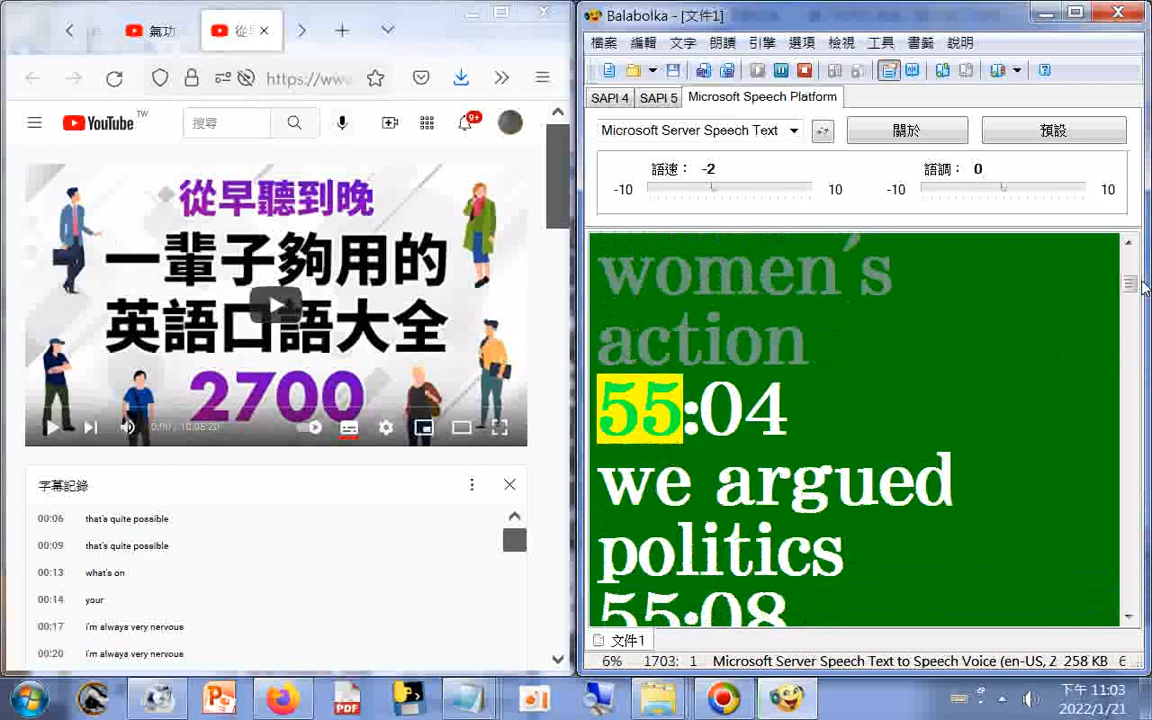 氣功
從
https://www
YouTube TW
搜尋
9+
從早聽到晚
一輩子夠用的
英語口語大全
2700
0:00 / 10:05:20
字幕記錄
00:06 that's quite possible
00:09 that's quite possible
00:13 what's on
00:14 your
00:17 i'm always very nervous
00:20 i'm always very nervous
Balabolka - [文件1]
檔案 編輯 文字 朗讀 引擎 選項 檢視 工具 書籤 說明
SAPI 4 SAPI 5 Microsoft Speech Platform
Microsoft Server Speech Text 關於 預設
語速： -2 語調： 0
-10 10 -10 10
women's
action
55:04
we argued
politics
55:08
文件1
6% 1703: 1 Microsoft Server Speech Text to Speech Voice (en-US, Z 258 KB 6
PDF
下午 11:03
2022/1/21